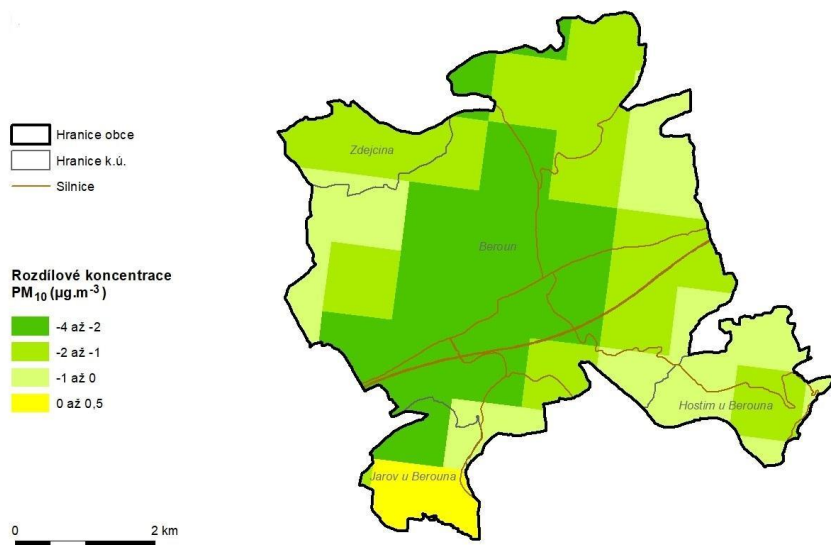 Hranice obce
Hranice k.ú.
Silnice
Rozdílové koncentrace
PM10 (µg.m-3)
-4 až -2
-2 až -1
-1 až 0
0 až 0,5
Zdejcina
Beroun
Hostim u Berouna
Jarov u Berouna
0 2 km